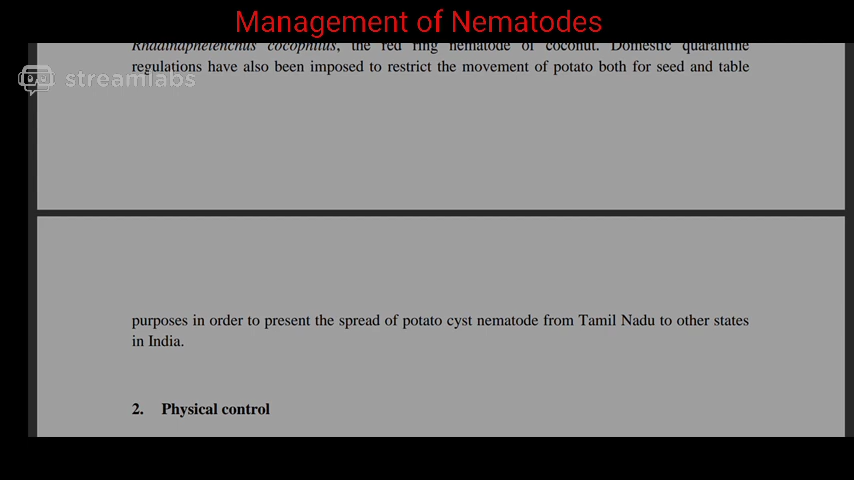 Management of Nematodes
Rhadinaphelenchus cocophilus, the red ring nematode of coconut. Domestic quarantine
regulations have also been imposed to restrict the movement of potato both for seed and table
streamlabs
purposes in order to present the spread of potato cyst nematode from Tamil Nadu to other states
in India.
2. Physical control